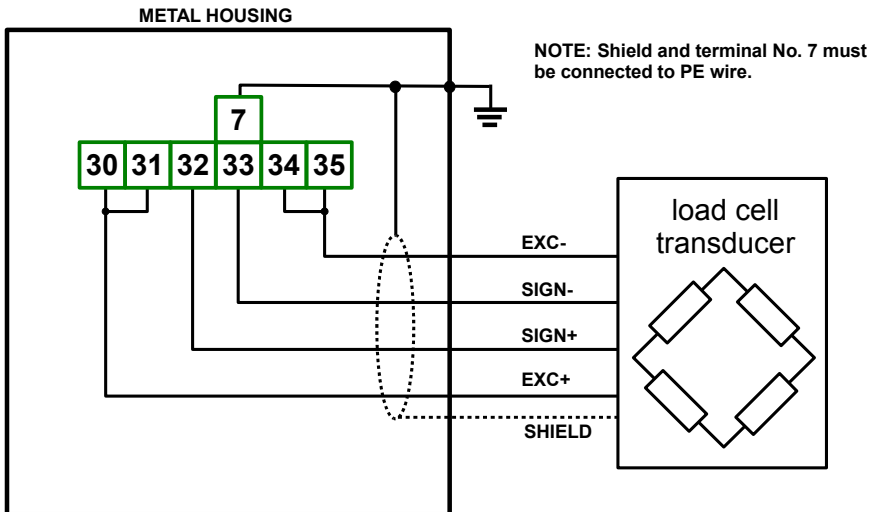 METAL HOUSING
NOTE: Shield and terminal No. 7 must
be connected to PE wire.
7
30 31 32 33 34 35
load cell
transducer
EXC-
SIGN-
SIGN+
EXC+
SHIELD